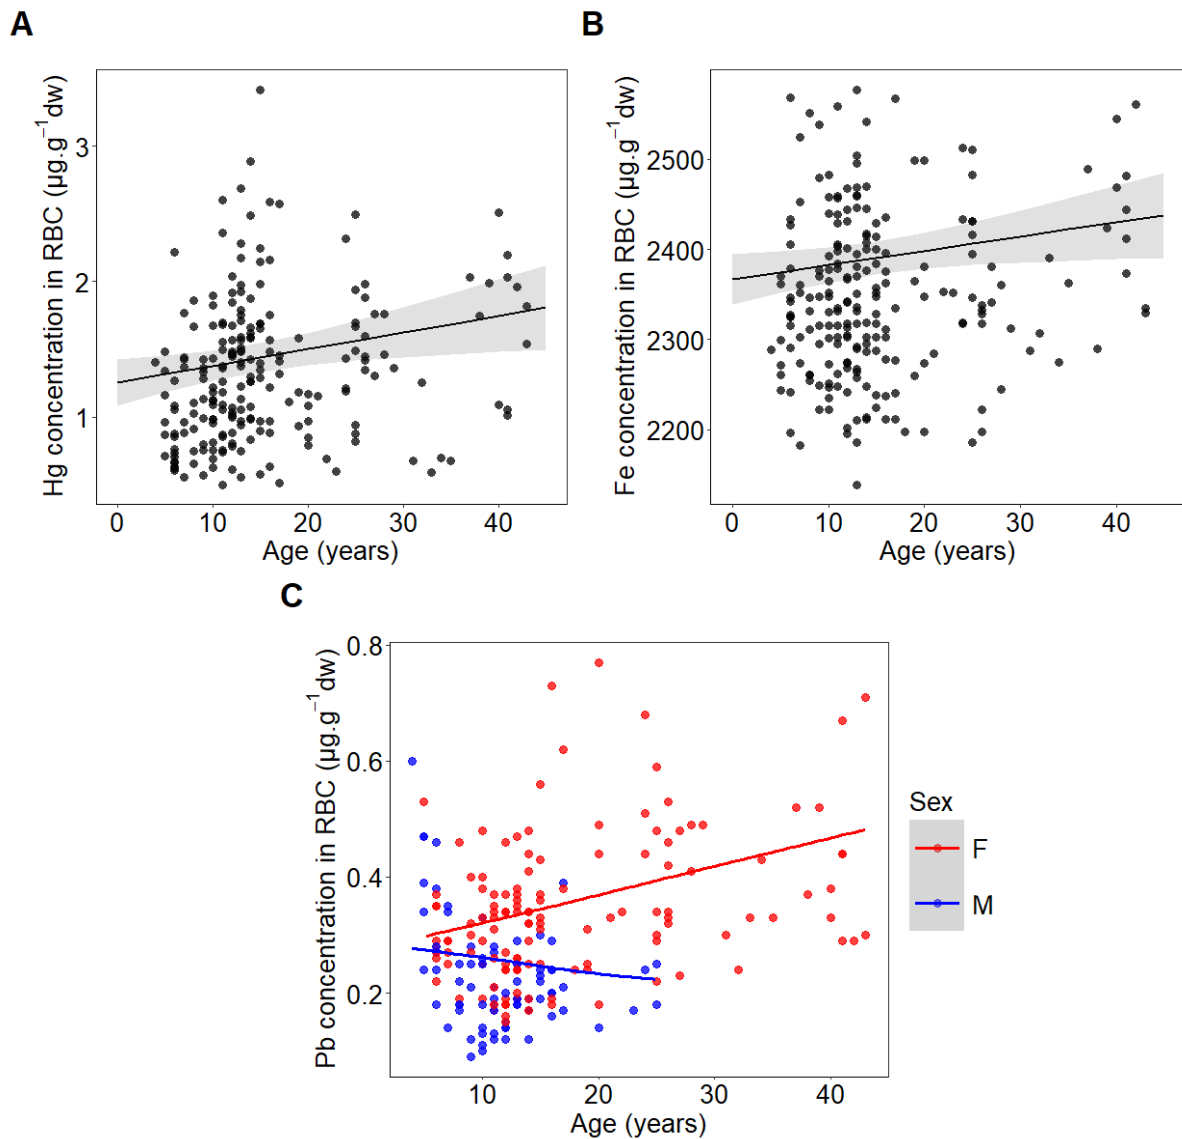 A
Hg concentration in RBC (µg.g⁻¹dw)
3
2
1
0 10 20 30 40
Age (years)
B
Fe concentration in RBC (µg.g⁻¹dw)
2500
2400
2300
2200
0 10 20 30 40
Age (years)
C
Pb concentration in RBC (µg.g⁻¹dw)
0.8
0.6
0.4
0.2
10 20 30 40
Age (years)
Sex
F
M